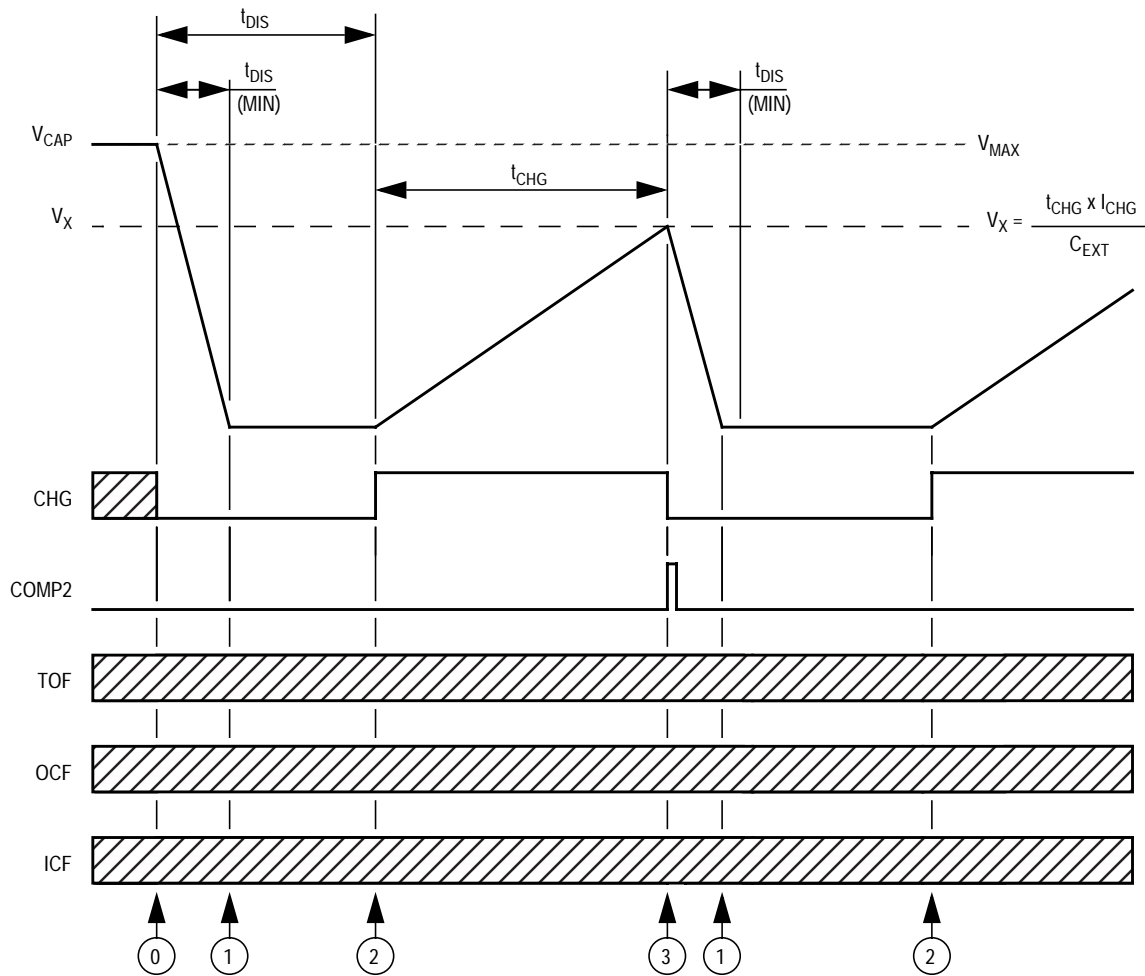 tDIS
tDIS
(MIN)
tDIS
(MIN)
VCAP
VMAX
tCHG
VX
VX = tCHG x ICHG
CEXT
CHG
COMP2
TOF
OCF
ICF
0 1 2 3 1 2